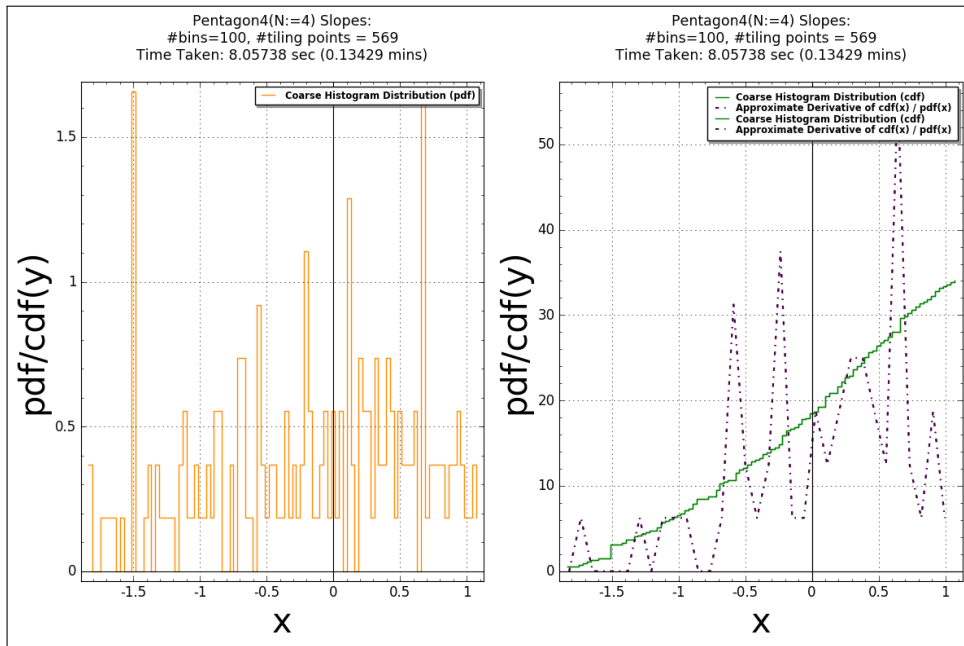 Pentagon4(N:=4) Slopes:
#bins=100, #tiling points = 569
Time Taken: 8.05738 sec (0.13429 mins)
Coarse Histogram Distribution (pdf)
pdf/cdf(y)
1.5
1
0.5
0
-1.5
-1
-0.5
0
0.5
1
x
Pentagon4(N:=4) Slopes:
#bins=100, #tiling points = 569
Time Taken: 8.05738 sec (0.13429 mins)
Coarse Histogram Distribution (cdf)
Approximate Derivative of cdf(x) / pdf(x)
Coarse Histogram Distribution (cdf)
Approximate Derivative of cdf(x) / pdf(x)
pdf/cdf(y)
50
40
30
20
10
0
-1.5
-1
-0.5
0
0.5
1
x